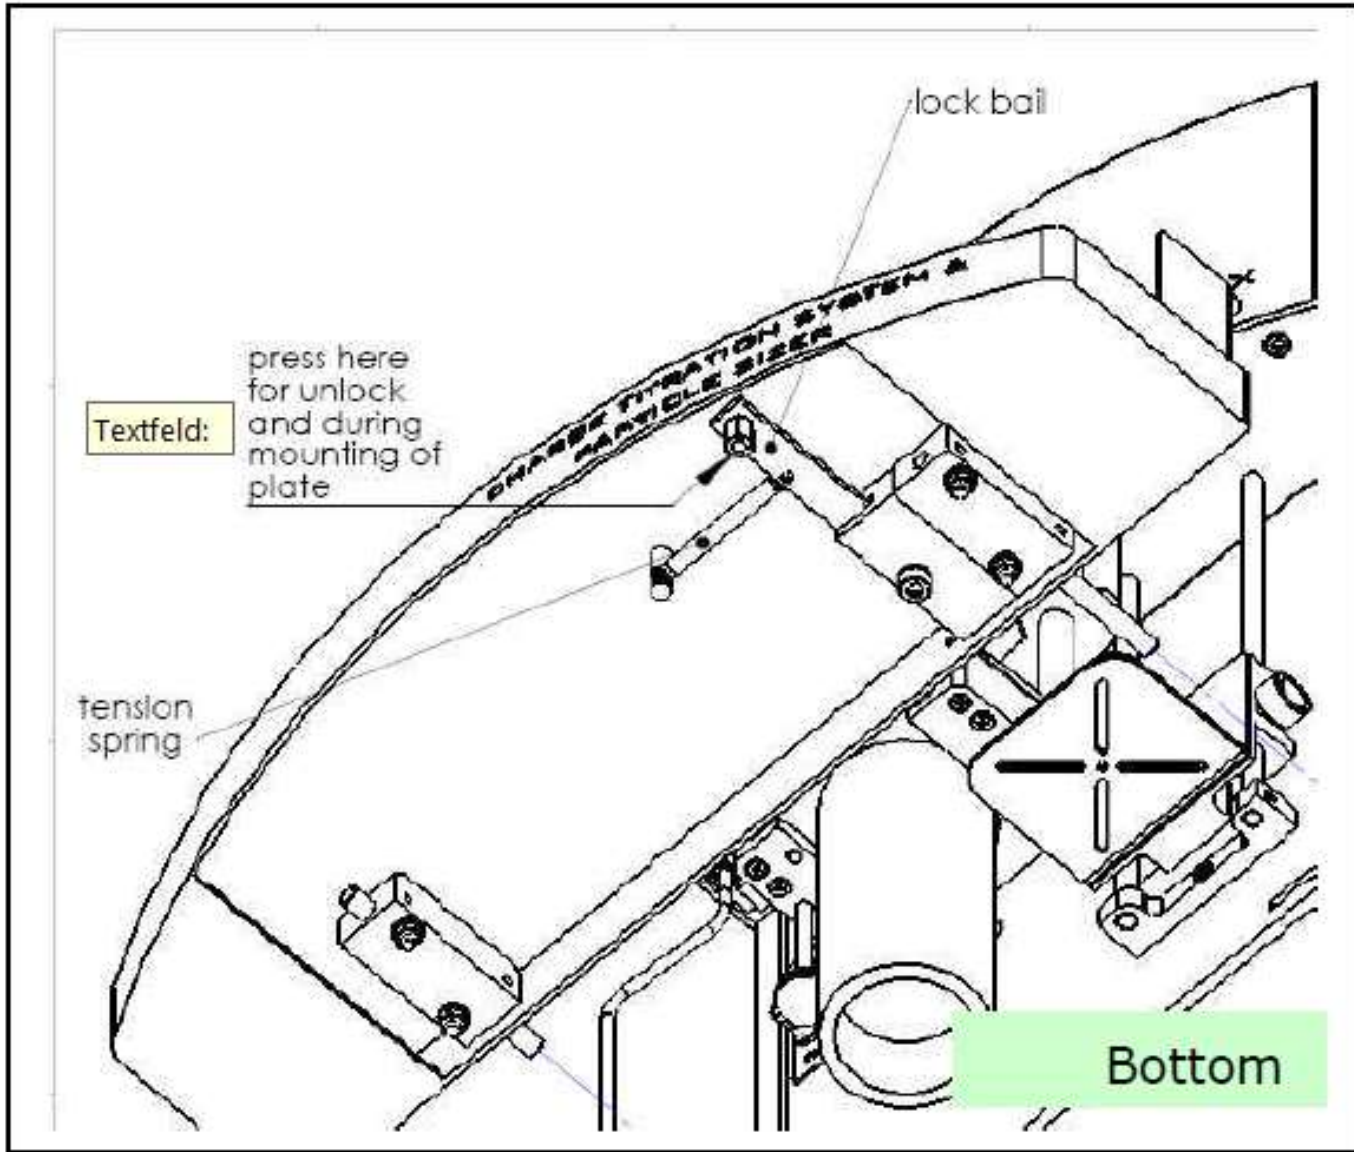 lock bail
CHARGE TITRATION SYSTEM &
PARTICLE SIZER
press here
for unlock
and during
mounting of
plate
Textfeld:
tension
spring
Bottom